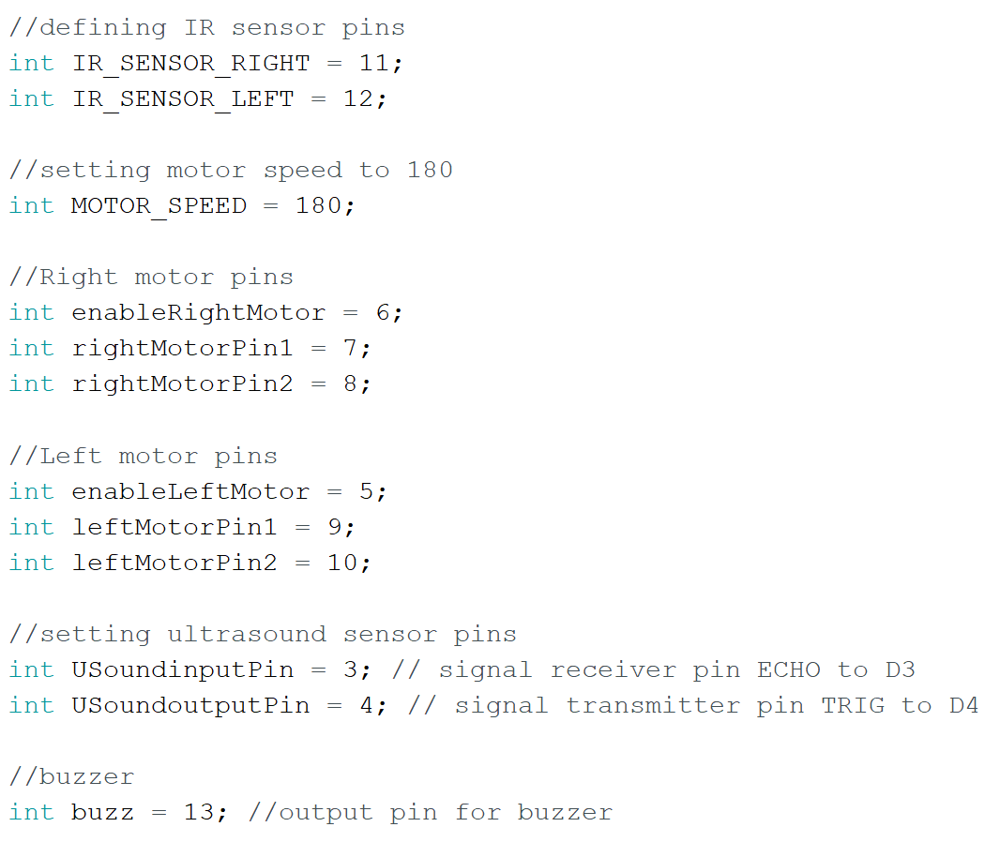 //defining IR sensor pins
int IR_SENSOR_RIGHT = 11;
int IR_SENSOR_LEFT = 12;
//setting motor speed to 180
int MOTOR_SPEED = 180;
//Right motor pins
int enableRightMotor = 6;
int rightMotorPin1 = 7;
int rightMotorPin2 = 8;
//Left motor pins
int enableLeftMotor = 5;
int leftMotorPin1 = 9;
int leftMotorPin2 = 10;
//setting ultrasound sensor pins
int USoundinputPin = 3; // signal receiver pin ECHO to D3
int USoundoutputPin = 4; // signal transmitter pin TRIG to D4
//buzzer
int buzz = 13; //output pin for buzzer